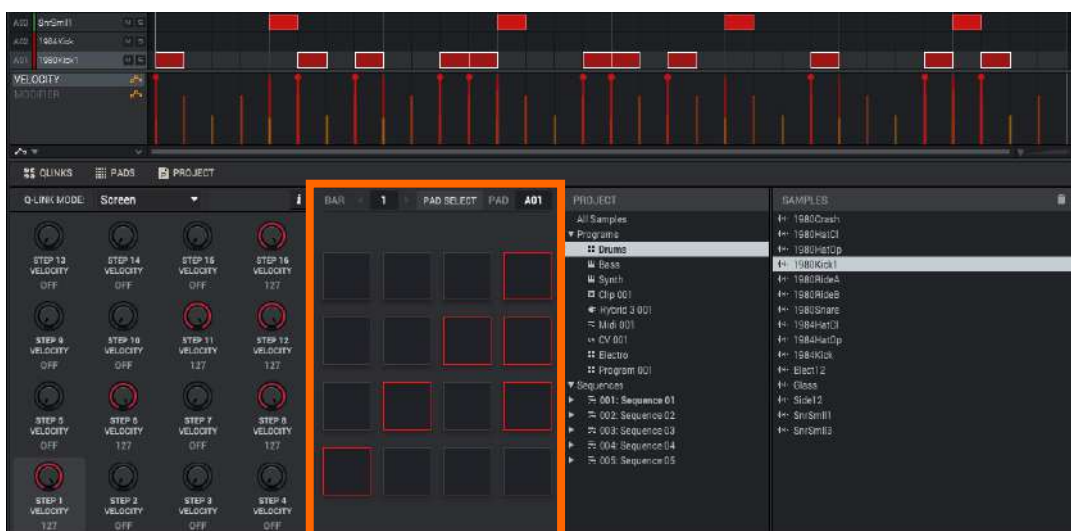 A03 SnrSmll1 M S
A02 1984Kick M S
A01 1980Kick1 M S
VELOCITY
MODIFIER
QLINKS PADS PROJECT
Q-LINK MODE: Screen i
BAR 1 PAD SELECT PAD A01
PROJECT
SAMPLES
STEP 13 VELOCITY OFF
STEP 14 VELOCITY OFF
STEP 15 VELOCITY OFF
STEP 16 VELOCITY 127
STEP 9 VELOCITY OFF
STEP 10 VELOCITY OFF
STEP 11 VELOCITY 127
STEP 12 VELOCITY 127
STEP 5 VELOCITY OFF
STEP 6 VELOCITY 127
STEP 7 VELOCITY OFF
STEP 8 VELOCITY 127
STEP 1 VELOCITY 127
STEP 2 VELOCITY OFF
STEP 3 VELOCITY OFF
STEP 4 VELOCITY OFF
All Samples
Programs
Drums
Bass
Synth
Clip 001
Hybrid 3 001
Midi 001
CV 001
Electro
Program 001
Sequences
001: Sequence 01
002: Sequence 02
003: Sequence 03
004: Sequence 04
005: Sequence 05
1980Crash
1980HatCl
1980HatOp
1980Kick1
1980RideA
1980RideB
1980Snare
1984HatCl
1984HatOp
1984Kick
Elect12
Glass
Side12
SnrSmll1
SnrSmll3